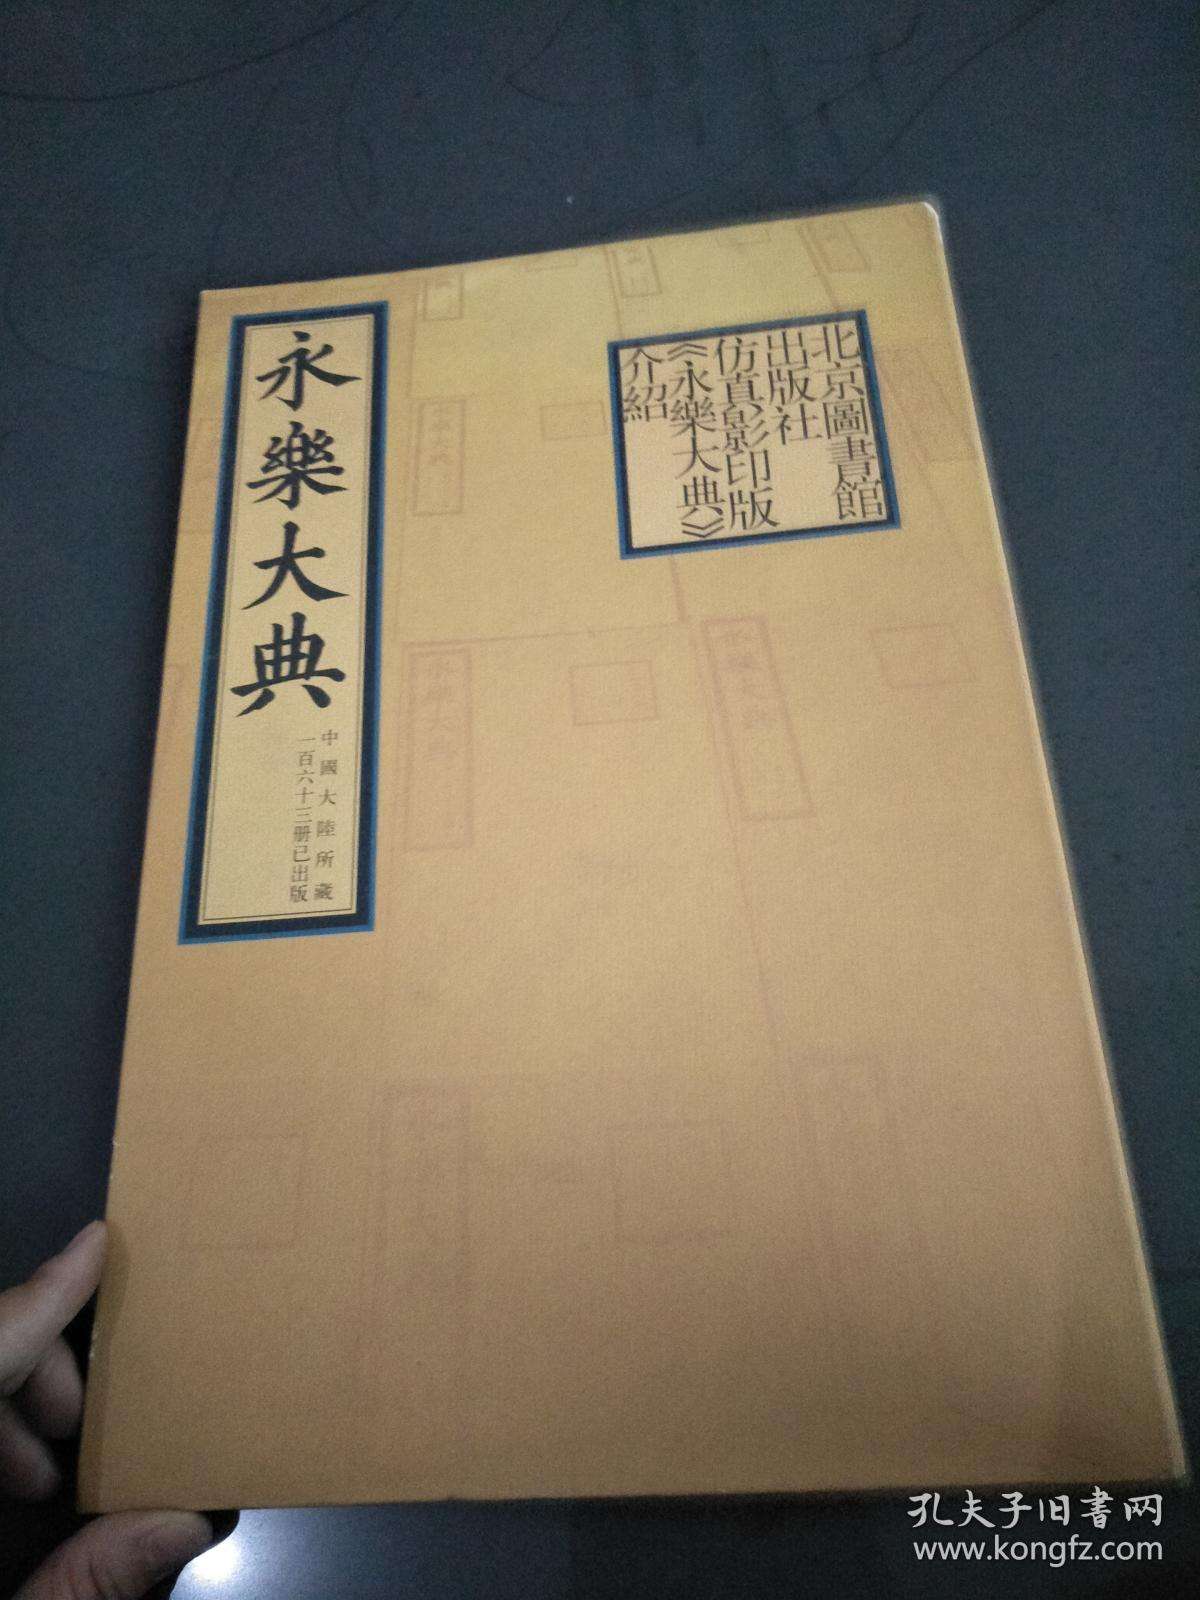 永樂大典
中國大陸所藏
一百六十三册已出版
北京圖書館
出版社
仿真影印版
《永樂大典》
介紹
孔夫子旧書网
www.kongfz.com